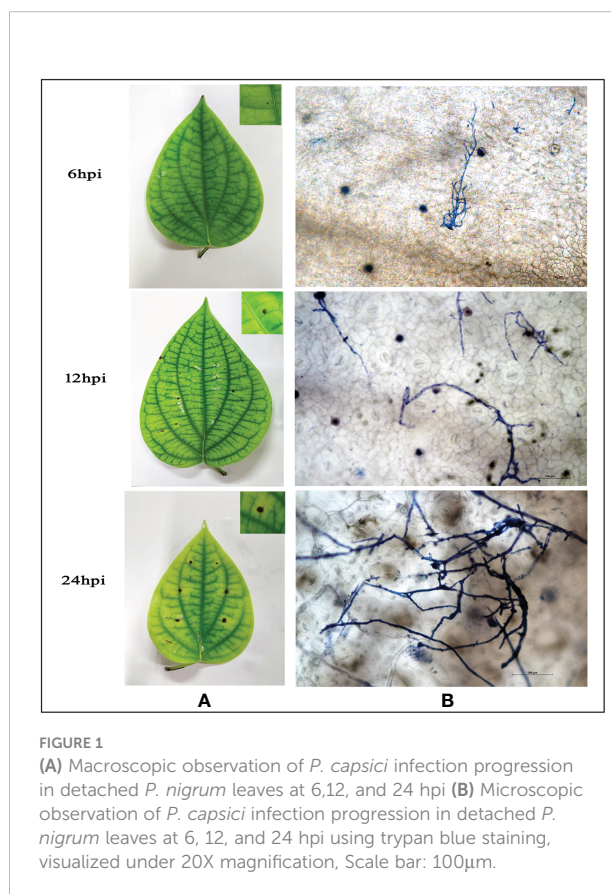 6hpi
12hpi
24hpi
A
B
FIGURE 1
(A) Macroscopic observation of P. capsici infection progression
in detached P. nigrum leaves at 6,12, and 24 hpi (B) Microscopic
observation of P. capsici infection progression in detached P.
nigrum leaves at 6, 12, and 24 hpi using trypan blue staining,
visualized under 20X magnification, Scale bar: 100μm.